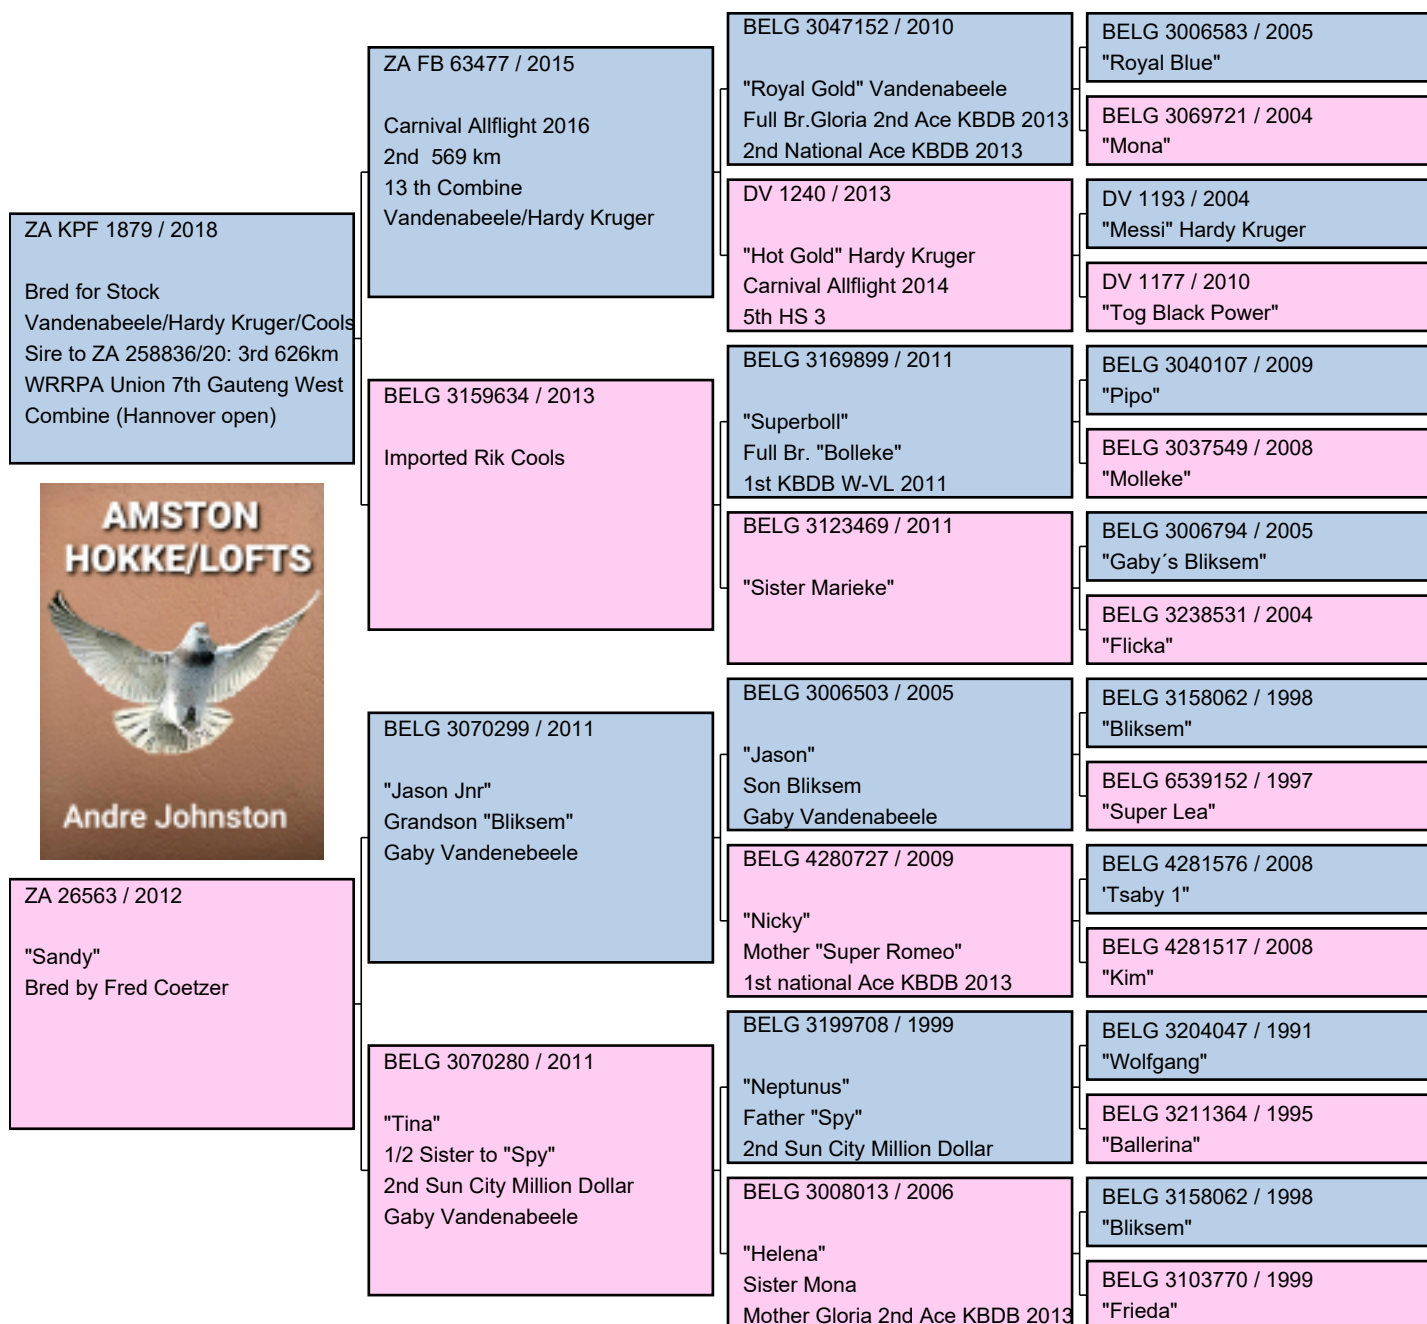 ZA KPF 1879 / 2018
Bred for Stock
Vandenabeele/Hardy Kruger/Cools
Sire to ZA 258836/20: 3rd 626km
WRRPA Union 7th Gauteng West
Combine (Hannover open)
AMSTON
HOKKE/LOFTS
Andre Johnston
ZA 26563 / 2012
"Sandy"
Bred by Fred Coetzer
ZA FB 63477 / 2015
Carnival Allflight 2016
2nd  569 km
13 th Combine
Vandenabeele/Hardy Kruger
BELG 3159634 / 2013
Imported Rik Cools
BELG 3070299 / 2011
"Jason Jnr"
Grandson "Bliksem"
Gaby Vandenebeele
BELG 3070280 / 2011
"Tina"
1/2 Sister to "Spy"
2nd Sun City Million Dollar
Gaby Vandenabeele
BELG 3047152 / 2010
"Royal Gold" Vandenabeele
Full Br.Gloria 2nd Ace KBDB 2013
2nd National Ace KBDB 2013
DV 1240 / 2013
"Hot Gold" Hardy Kruger
Carnival Allflight 2014
5th HS 3
BELG 3169899 / 2011
"Superboll"
Full Br. "Bolleke"
1st KBDB W-VL 2011
BELG 3123469 / 2011
"Sister Marieke"
BELG 3006503 / 2005
"Jason"
Son Bliksem
Gaby Vandenabeele
BELG 4280727 / 2009
"Nicky"
Mother "Super Romeo"
1st national Ace KBDB 2013
BELG 3199708 / 1999
"Neptunus"
Father "Spy"
2nd Sun City Million Dollar
BELG 3008013 / 2006
"Helena"
Sister Mona
Mother Gloria 2nd Ace KBDB 2013
BELG 3006583 / 2005
"Royal Blue"
BELG 3069721 / 2004
"Mona"
DV 1193 / 2004
"Messi" Hardy Kruger
DV 1177 / 2010
"Tog Black Power"
BELG 3040107 / 2009
"Pipo"
BELG 3037549 / 2008
"Molleke"
BELG 3006794 / 2005
"Gaby´s Bliksem"
BELG 3238531 / 2004
"Flicka"
BELG 3158062 / 1998
"Bliksem"
BELG 6539152 / 1997
"Super Lea"
BELG 4281576 / 2008
'Tsaby 1"
BELG 4281517 / 2008
"Kim"
BELG 3204047 / 1991
"Wolfgang"
BELG 3211364 / 1995
"Ballerina"
BELG 3158062 / 1998
"Bliksem"
BELG 3103770 / 1999
"Frieda"